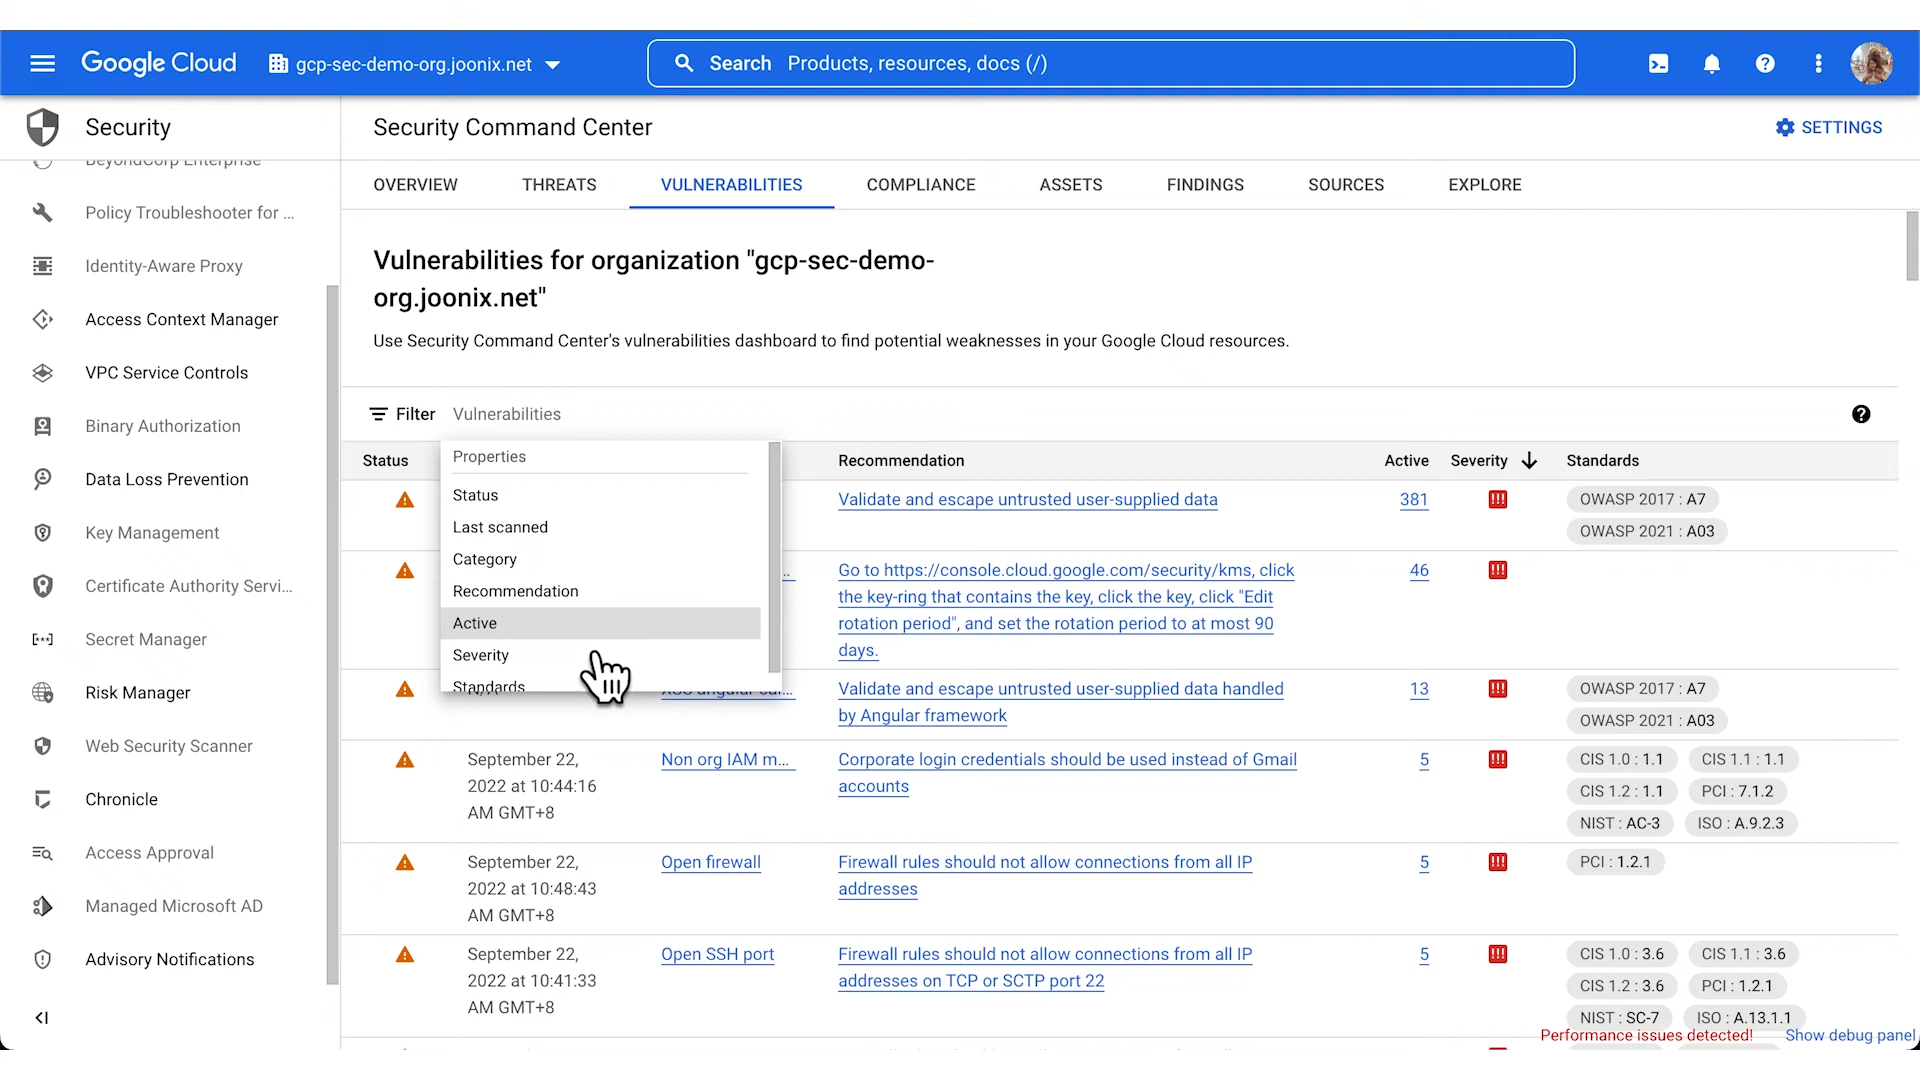 Google Cloud
gcp-sec-demo-org.joonix.net
Search Products, resources, docs (/)
Security
Security Command Center
SETTINGS
BeyondCorp Enterprise
Policy Troubleshooter for ...
Identity-Aware Proxy
Access Context Manager
VPC Service Controls
Binary Authorization
Data Loss Prevention
Key Management
Certificate Authority Servi...
Secret Manager
Risk Manager
Web Security Scanner
Chronicle
Access Approval
Managed Microsoft AD
Advisory Notifications
OVERVIEW THREATS VULNERABILITIES COMPLIANCE ASSETS FINDINGS SOURCES EXPLORE
Vulnerabilities for organization "gcp-sec-demo-
org.joonix.net"
Use Security Command Center's vulnerabilities dashboard to find potential weaknesses in your Google Cloud resources.
Filter Vulnerabilities
Properties
Status
Last scanned
Category
Recommendation
Active
Severity
Standards
Status Recommendation Active Severity Standards
Validate and escape untrusted user-supplied data 381 OWASP 2017 : A7
OWASP 2021 : A03
Go to https://console.cloud.google.com/security/kms, click 46
the key-ring that contains the key, click the key, click "Edit
rotation period", and set the rotation period to at most 90
days.
Validate and escape untrusted user-supplied data handled 13 OWASP 2017 : A7
by Angular framework OWASP 2021 : A03
September 22, Non org IAM m... Corporate login credentials should be used instead of Gmail 5 CIS 1.0 : 1.1 CIS 1.1 : 1.1
2022 at 10:44:16 accounts CIS 1.2 : 1.1 PCI : 7.1.2
AM GMT+8 NIST : AC-3 ISO : A.9.2.3
September 22, Open firewall Firewall rules should not allow connections from all IP 5 PCI : 1.2.1
2022 at 10:48:43 addresses
AM GMT+8
September 22, Open SSH port Firewall rules should not allow connections from all IP 5 CIS 1.0 : 3.6 CIS 1.1 : 3.6
2022 at 10:41:33 addresses on TCP or SCTP port 22 CIS 1.2 : 3.6 PCI : 1.2.1
AM GMT+8 NIST : SC-7 ISO : A.13.1.1
Performance issues detected! Show debug panel